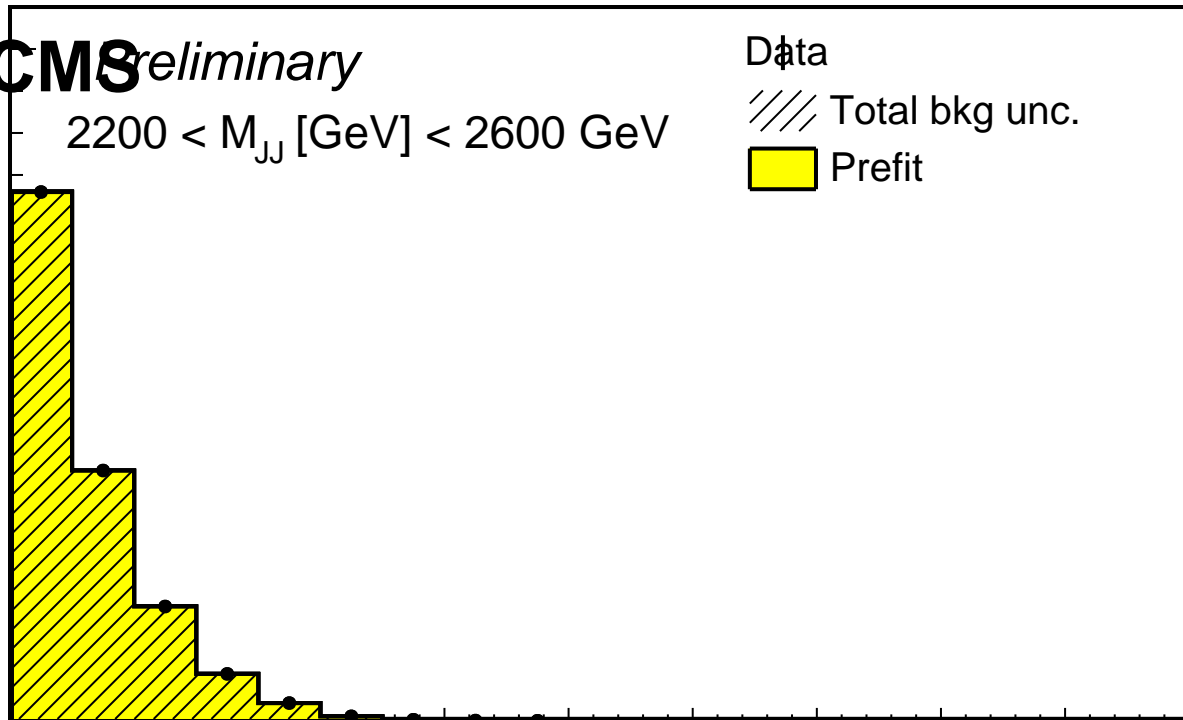 CMS Preliminary
2200 < M_JJ [GeV] < 2600 GeV
Data
Total bkg unc.
Prefit